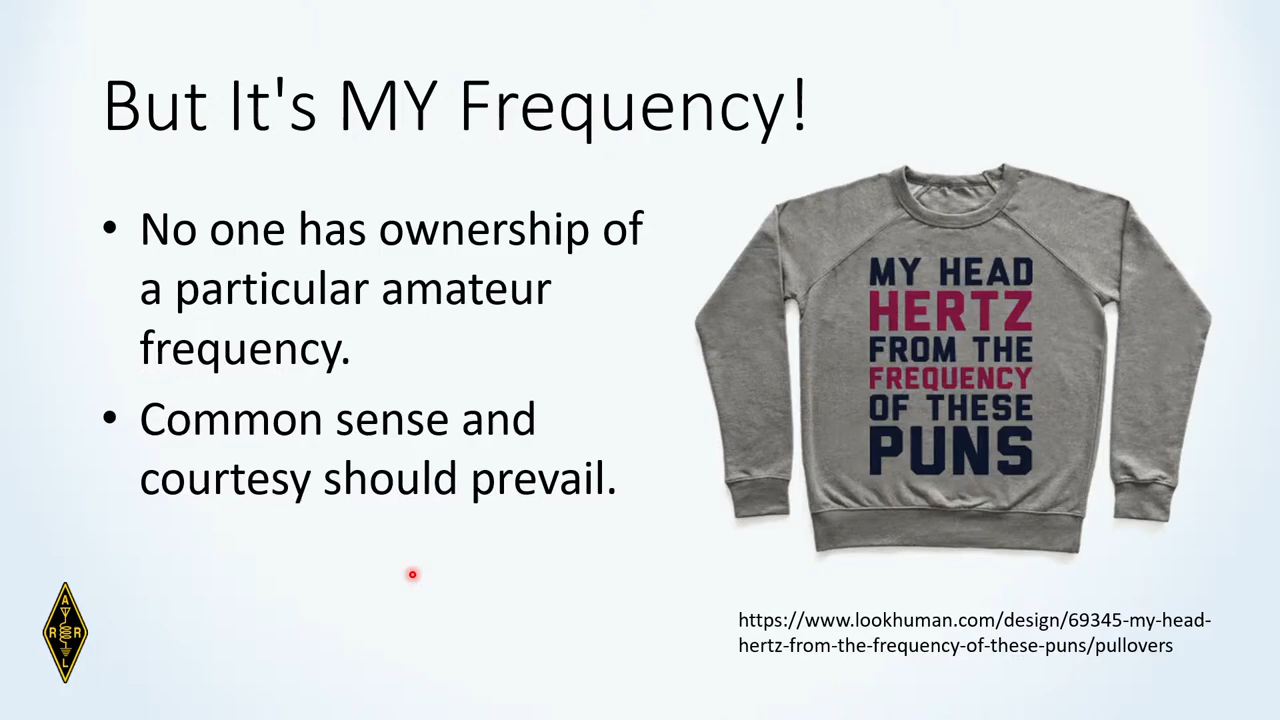 But It's MY Frequency!
• No one has ownership of
a particular amateur
frequency.
• Common sense and
courtesy should prevail.
MY HEAD
HERTZ
FROM THE
FREQUENCY
OF THESE
PUNS
A
R R
L
https://www.lookhuman.com/design/69345-my-head-
hertz-from-the-frequency-of-these-puns/pullovers